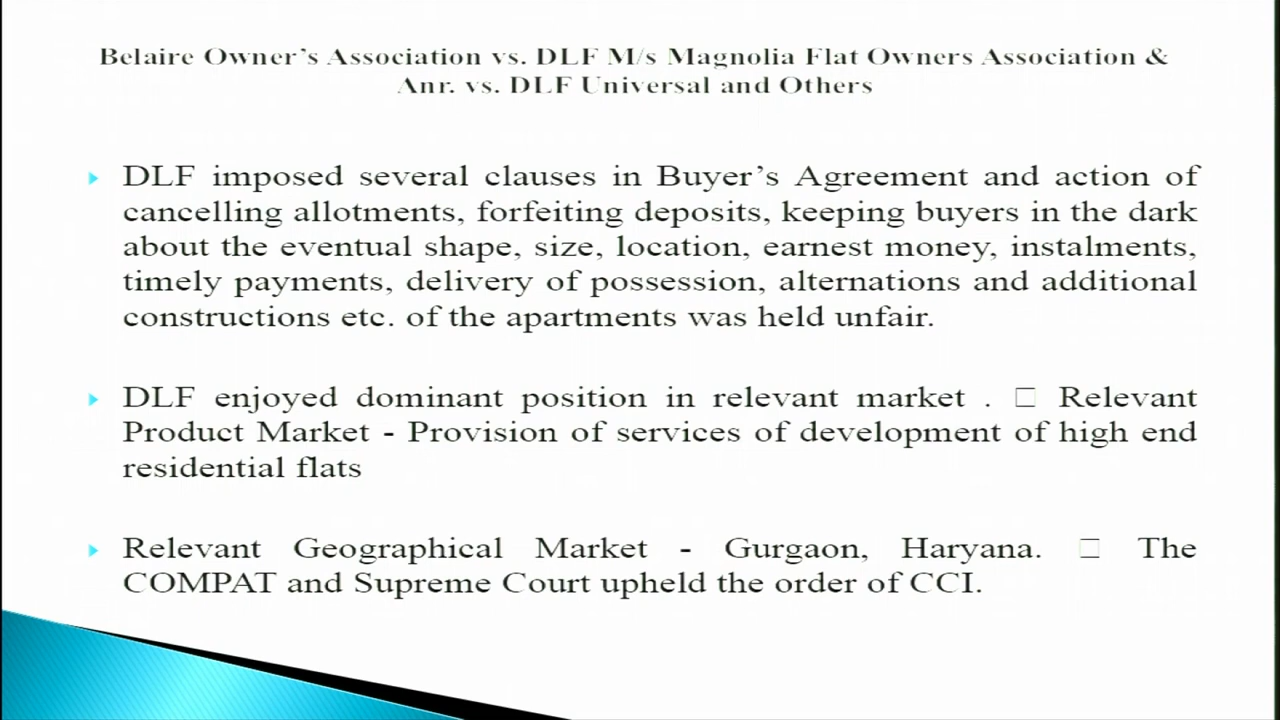 Belaire Owner's Association vs. DLF M/s Magnolia Flat Owners Association &
Anr. vs. DLF Universal and Others
DLF imposed several clauses in Buyer's Agreement and action of
cancelling allotments, forfeiting deposits, keeping buyers in the dark
about the eventual shape, size, location, earnest money, instalments,
timely payments, delivery of possession, alternations and additional
constructions etc. of the apartments was held unfair.
DLF enjoyed dominant position in relevant market . □ Relevant
Product Market - Provision of services of development of high end
residential flats
Relevant Geographical Market - Gurgaon, Haryana. □ The
COMPAT and Supreme Court upheld the order of CCI.